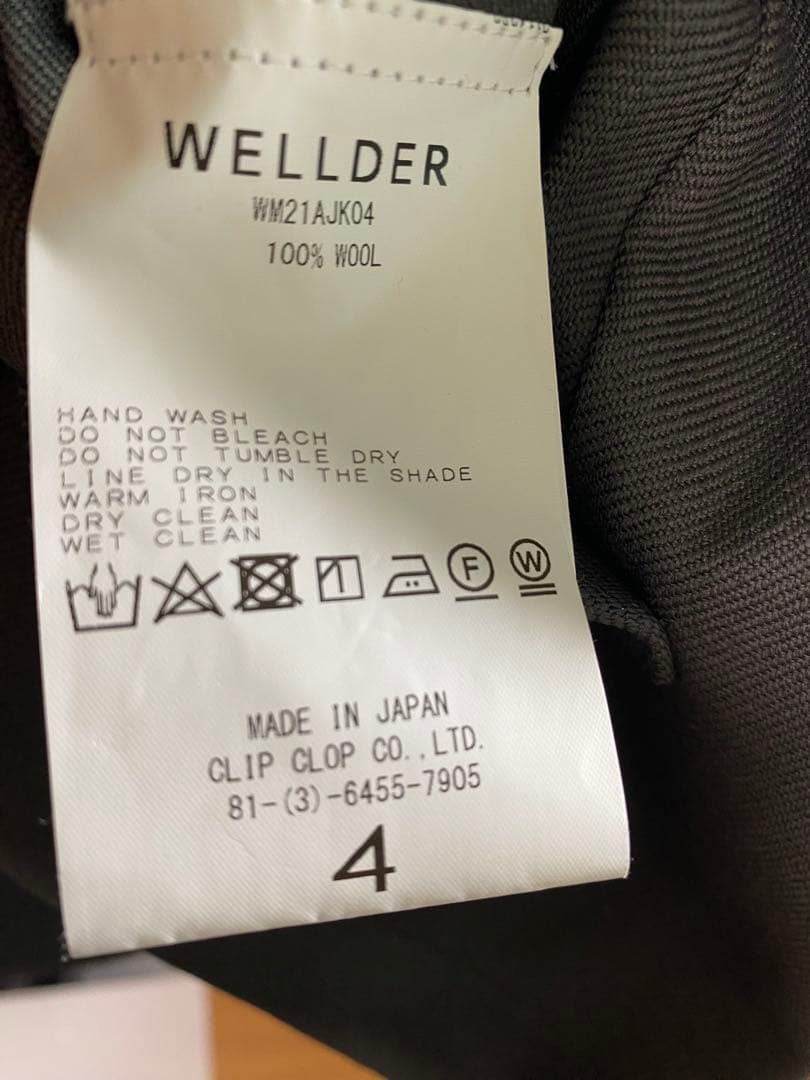 WELLDER
WM21AJK04
100% WOOL
HAND WASH
DO NOT BLEACH
DO NOT TUMBLE DRY
LINE DRY IN THE SHADE
WARM IRON
DRY CLEAN
WET CLEAN
F W
MADE IN JAPAN
CLIP CLOP CO.,LTD.
81-(3)-6455-7905
4